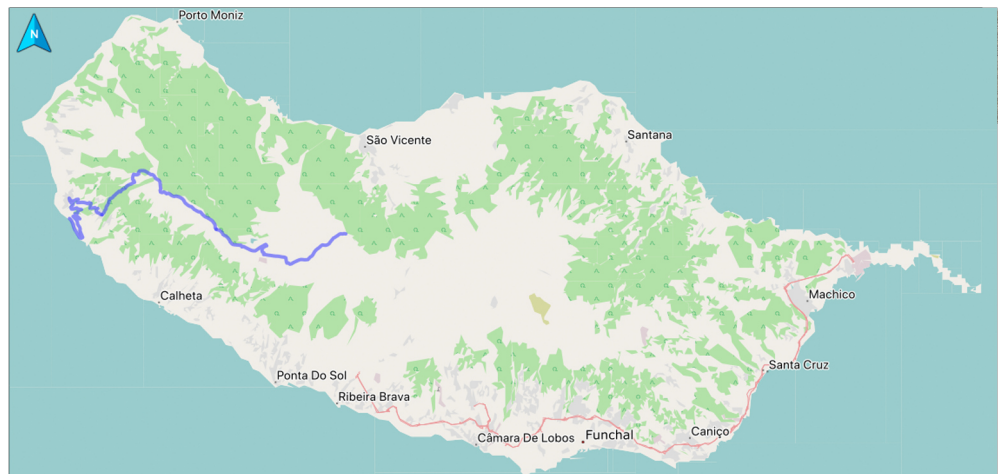 N
Porto Moniz
São Vicente
Santana
Calheta
Machico
Ponta Do Sol
Santa Cruz
Ribeira Brava
Câmara De Lobos
Funchal
Caniço